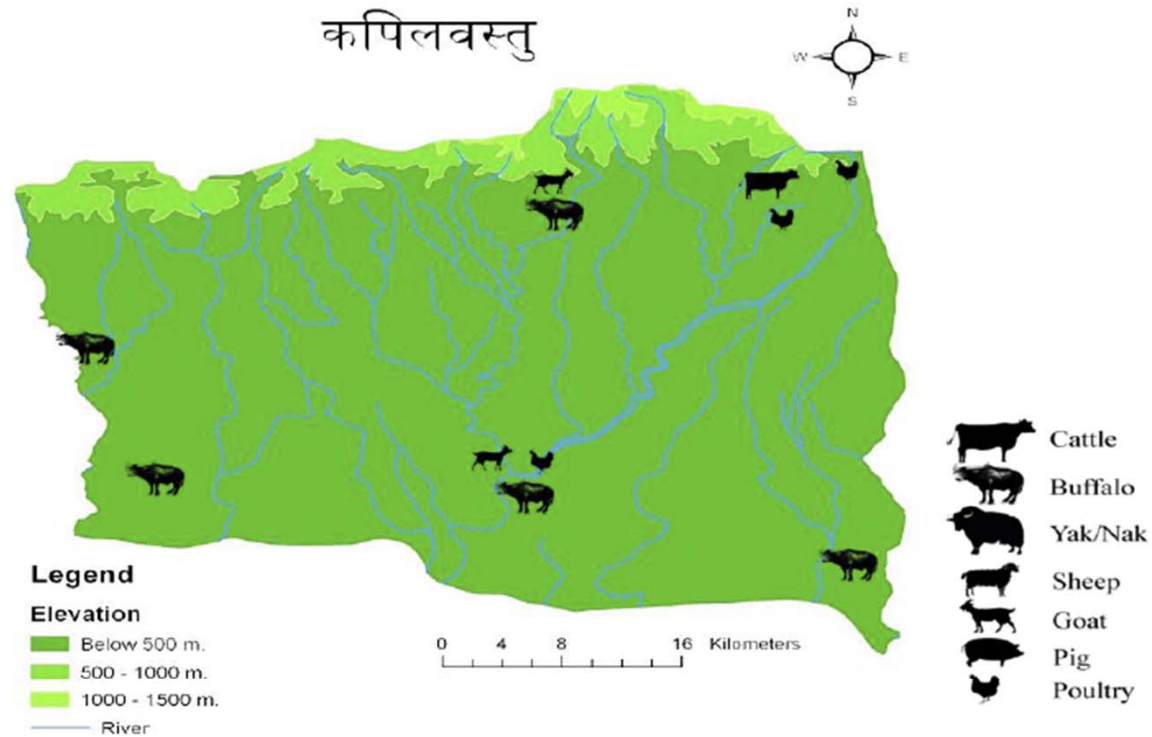 कपिलवस्तु
N
W E
S
Cattle
Buffalo
Yak/Nak
Sheep
Goat
Pig
Poultry
Legend
Elevation
Below 500 m.
500 - 1000 m.
1000 - 1500 m.
River
0 4 8 16 Kilometers